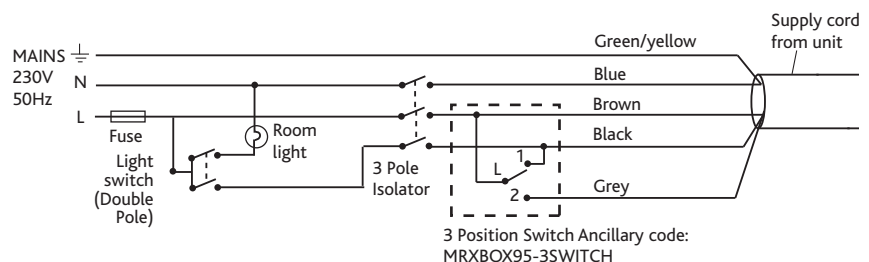 Supply cord
from unit
Green/yellow
MAINS
230V
50Hz
N
Blue
L
Brown
Fuse
Room
light
Black
Light
switch
(Double
Pole)
3 Pole
Isolator
L
1
2
Grey
3 Position Switch Ancillary code:
MRXBOX95-3SWITCH